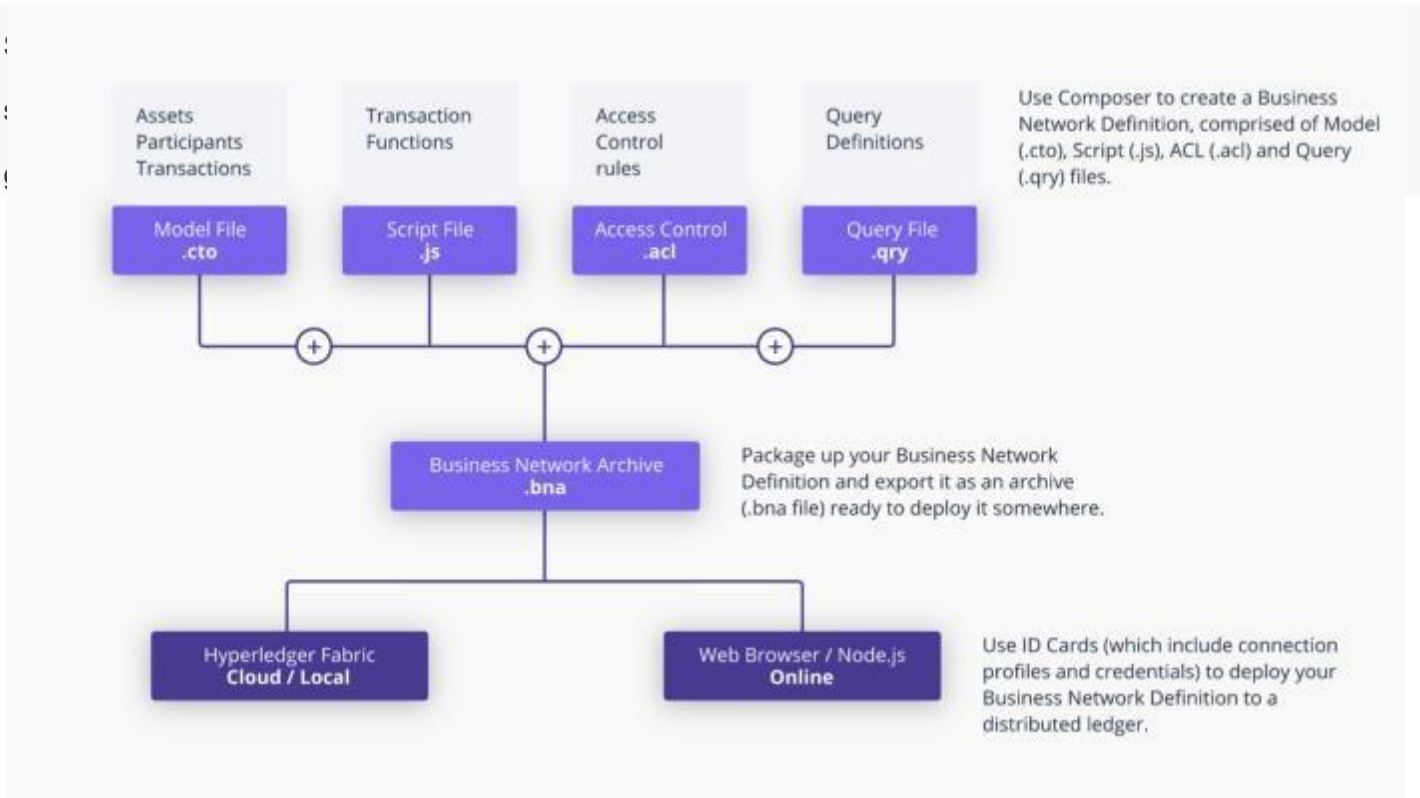 Assets
Participants
Transactions
Transaction
Functions
Access
Control
rules
Query
Definitions
Use Composer to create a Business
Network Definition, comprised of Model
(.cto), Script (.js), ACL (.acl) and Query
(.qry) files.
Model File
.cto
Script File
.js
Access Control
.acl
Query File
.qry
+
+
+
Business Network Archive
.bna
Package up your Business Network
Definition and export it as an archive
(.bna file) ready to deploy it somewhere.
Hyperledger Fabric
Cloud / Local
Web Browser / Node.js
Online
Use ID Cards (which include connection
profiles and credentials) to deploy your
Business Network Definition to a
distributed ledger.